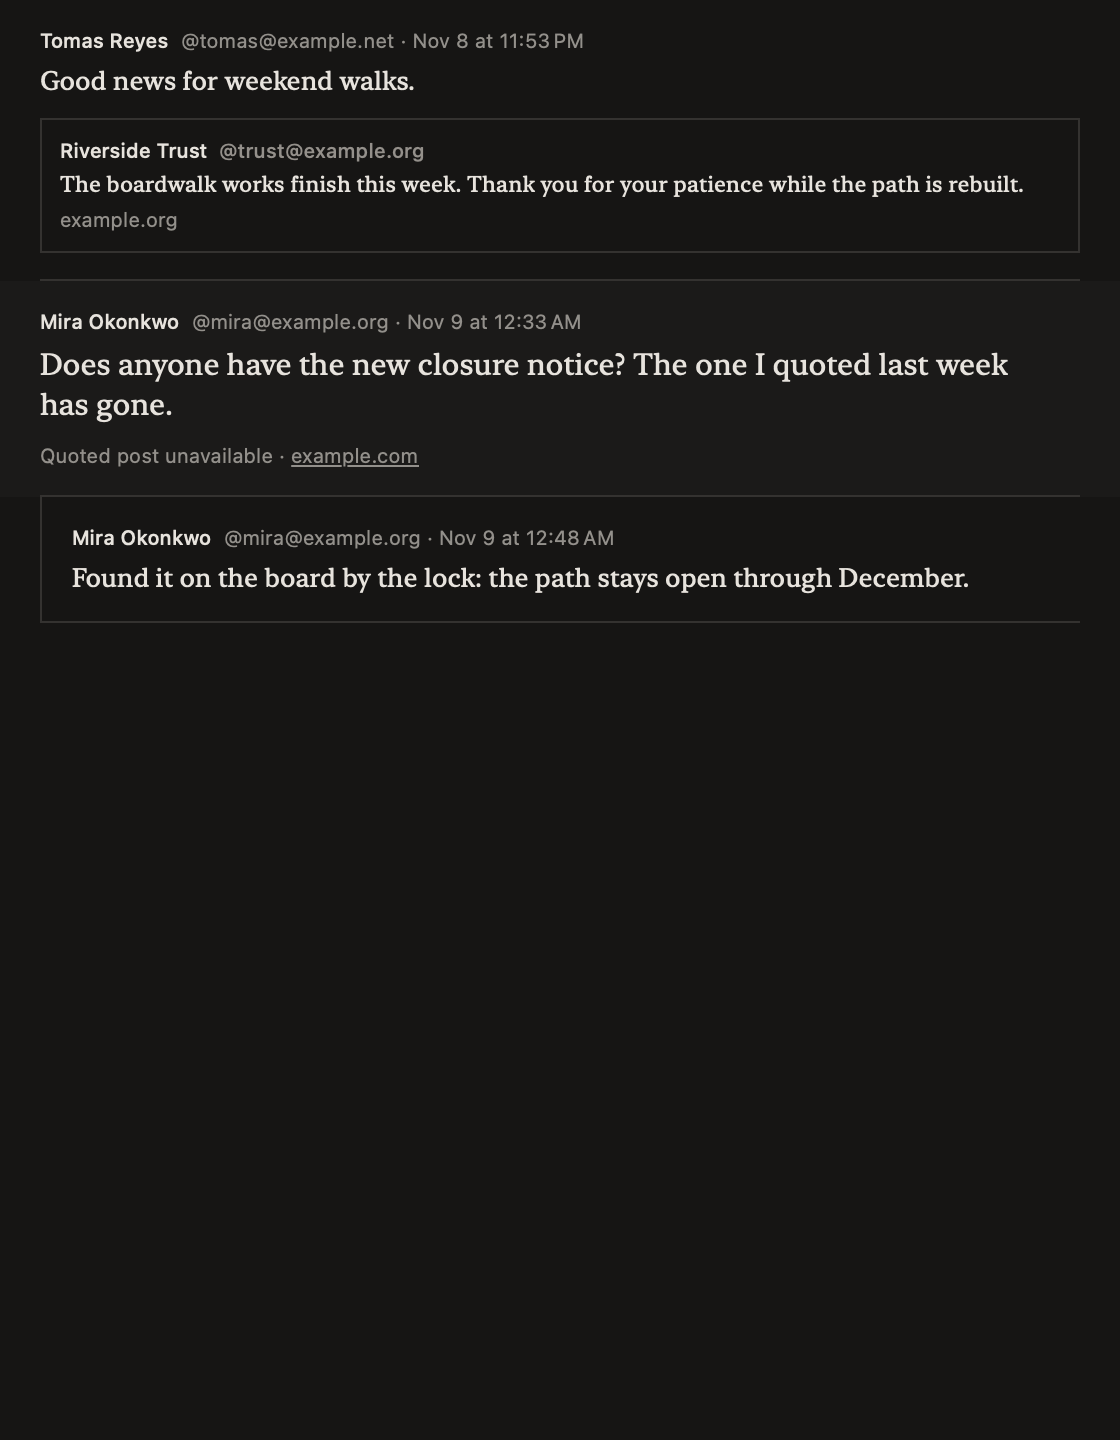 Tomas Reyes @tomas@example.net · Nov 8 at 11:53 PM
Good news for weekend walks.
Riverside Trust @trust@example.org
The boardwalk works finish this week. Thank you for your patience while the path is rebuilt.
example.org
Mira Okonkwo @mira@example.org · Nov 9 at 12:33 AM
Does anyone have the new closure notice? The one I quoted last week
has gone.
Quoted post unavailable · example.com
Mira Okonkwo @mira@example.org · Nov 9 at 12:48 AM
Found it on the board by the lock: the path stays open through December.